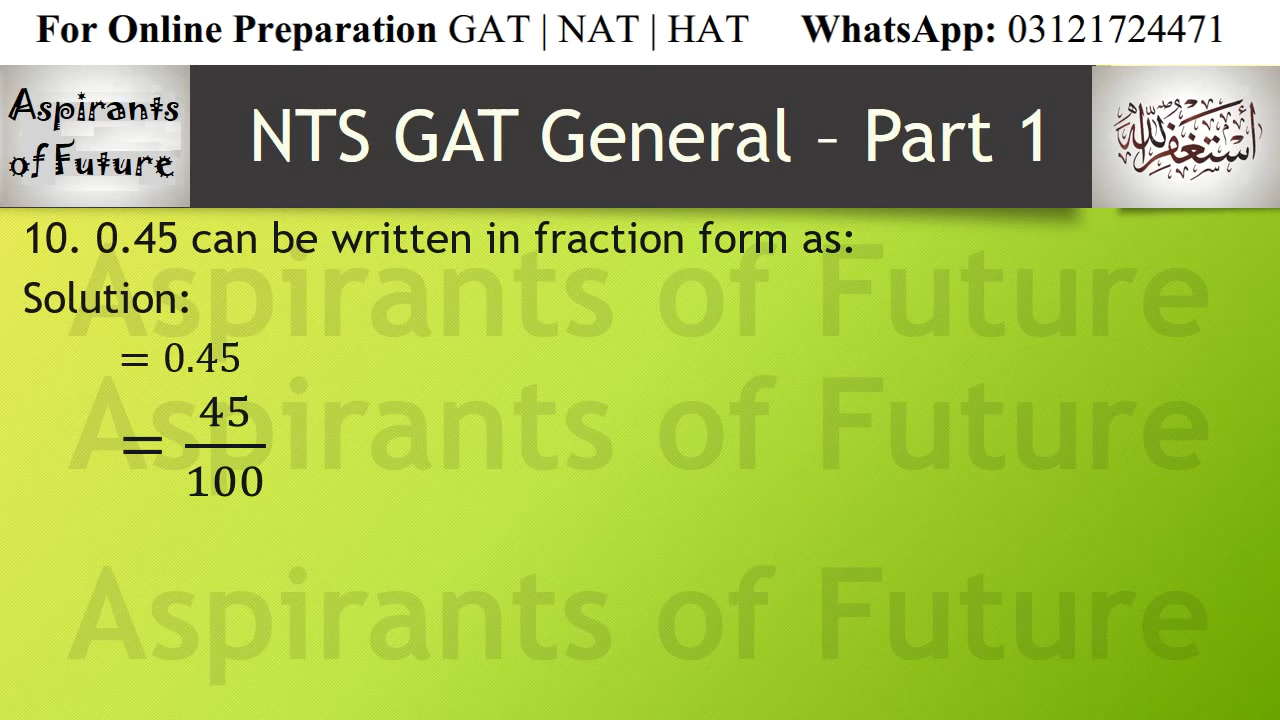 For Online Preparation GAT | NAT | HAT WhatsApp: 03121724471
Aspirants
of Future
NTS GAT General – Part 1
أستغفر الله
10. 0.45 can be written in fraction form as:
Solution:
= 0.45
= 45/100
Aspirants of Future
Aspirants of Future
Aspirants of Future